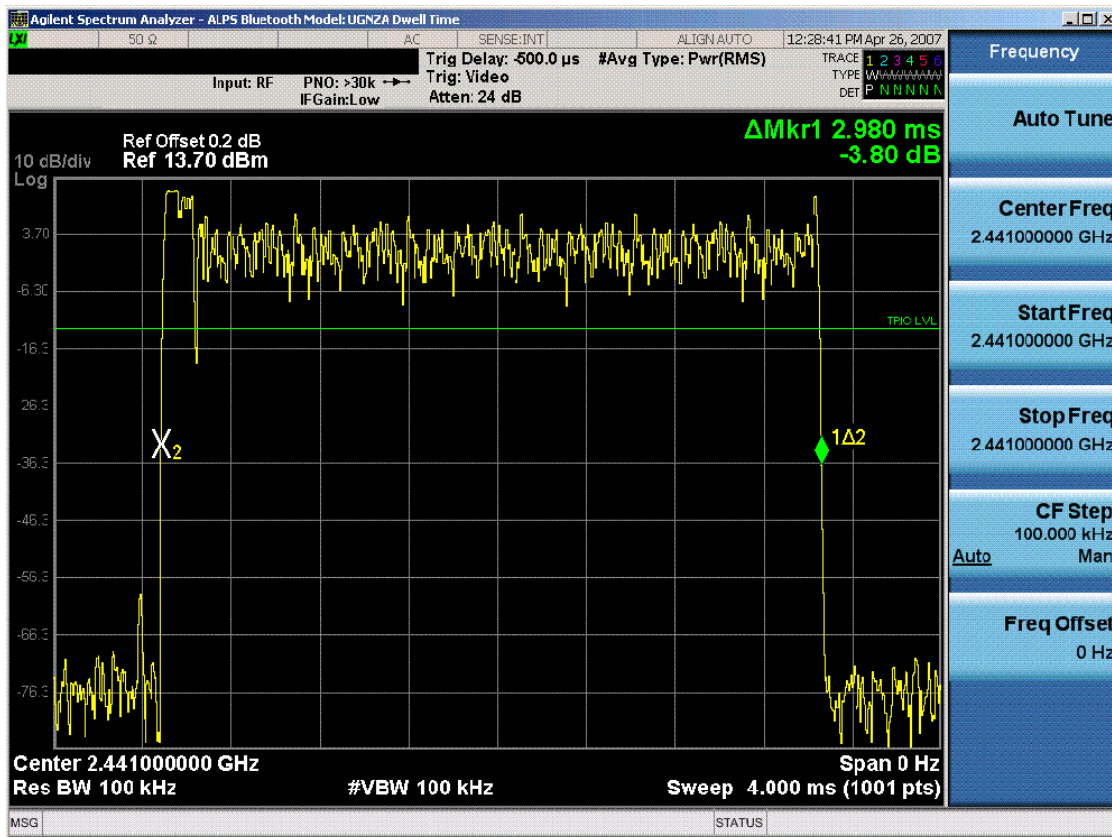 Agilent Spectrum Analyzer - ALPS Bluetooth Model: UGNZA Dwell Time
LXI 50 Ω AC SENSE:INT ALIGN AUTO 12:28:41 PM Apr 26, 2007
Input: RF PNO: >30k IFGain:Low
Trig Delay: -500.0 µs #Avg Type: Pwr(RMS)
Trig: Video
Atten: 24 dB
TRACE 1 2 3 4 5 6
TYPE WWWWWW
DET P N N N N N
ΔMkr1 2.980 ms
-3.80 dB
Ref Offset 0.2 dB
10 dB/div Ref 13.70 dBm
Log
3.70
-6.30
TRIG LVL
-16.3
-26.3
X2
1Δ2
-36.3
-46.3
-56.3
-66.3
-76.3
Center 2.441000000 GHz Span 0 Hz
Res BW 100 kHz #VBW 100 kHz Sweep 4.000 ms (1001 pts)
MSG STATUS
Frequency
Auto Tune
Center Freq
2.441000000 GHz
Start Freq
2.441000000 GHz
Stop Freq
2.441000000 GHz
CF Step
100.000 kHz
Auto Man
Freq Offset
0 Hz